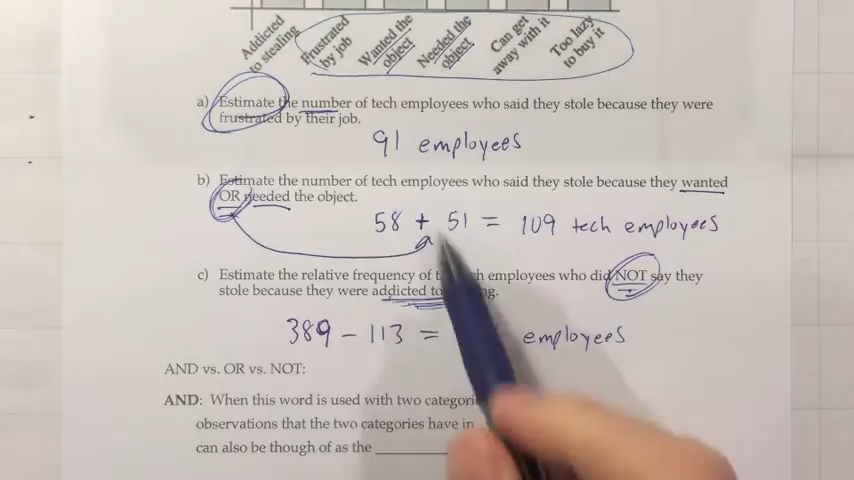 Addicted to stealing
Frustrated by job
Wanted the object
Needed the object
Can get away with it
Too lazy to buy it
a) Estimate the number of tech employees who said they stole because they were
frustrated by their job.
91 employees
b) Estimate the number of tech employees who said they stole because they wanted
OR needed the object.
58 + 51 = 109 tech employees
c) Estimate the relative frequency of employees who did NOT say they
stole because they were addicted to
389 - 113 = employees
AND vs. OR vs. NOT:
AND: When this word is used with two
observations that the two categories have in
can also be though of as the